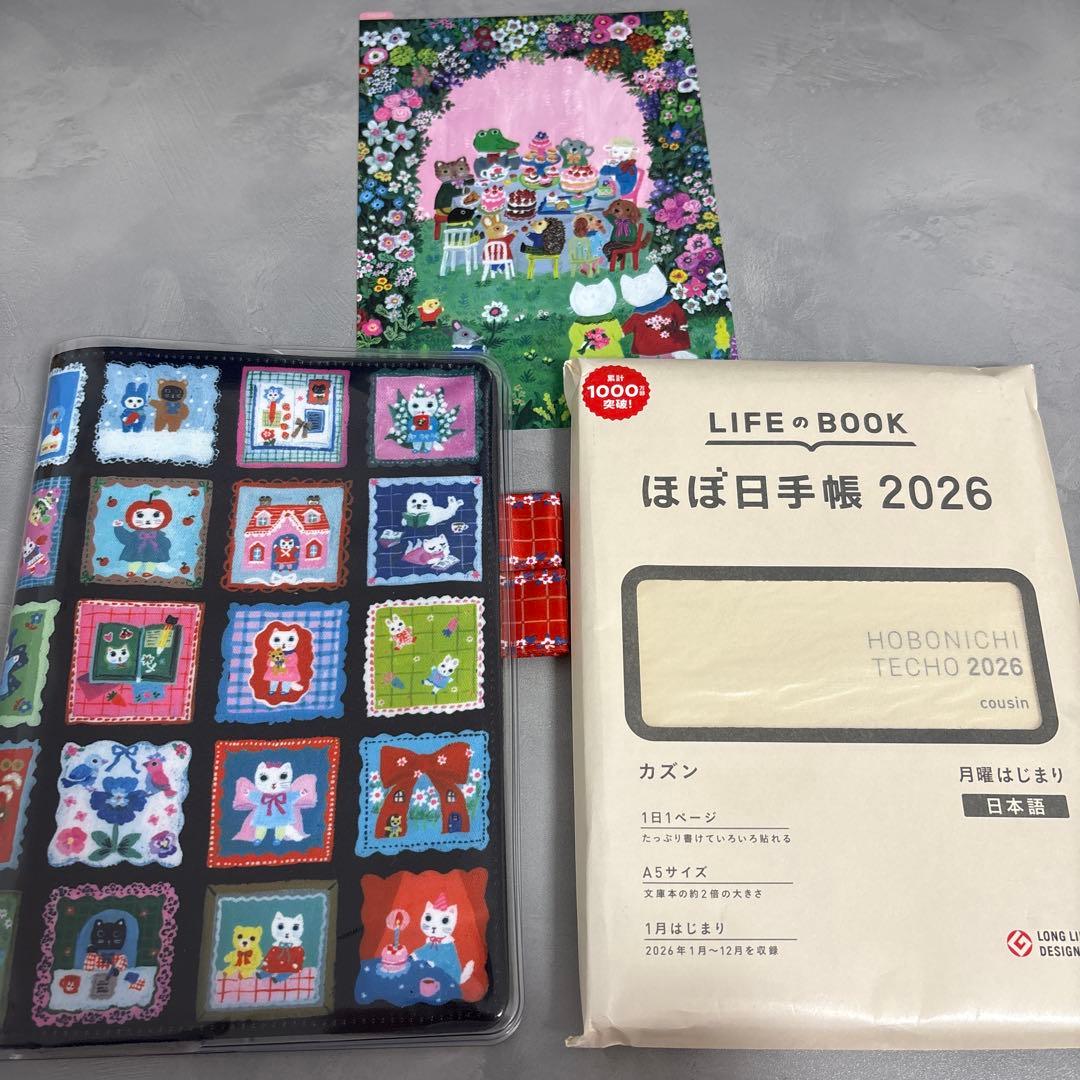 累計
1000万部
突破!
LIFEのBOOK
ほぼ日手帳 2026
HOBONICHI
TECHO 2026
cousin
カズン
月曜はじまり
日本語
1日1ページ
たっぷり書けていろいろ貼れる
A5サイズ
文庫本の約2倍の大きさ
1月はじまり
2026年1月〜12月を収録
LONG LI
DESIGN